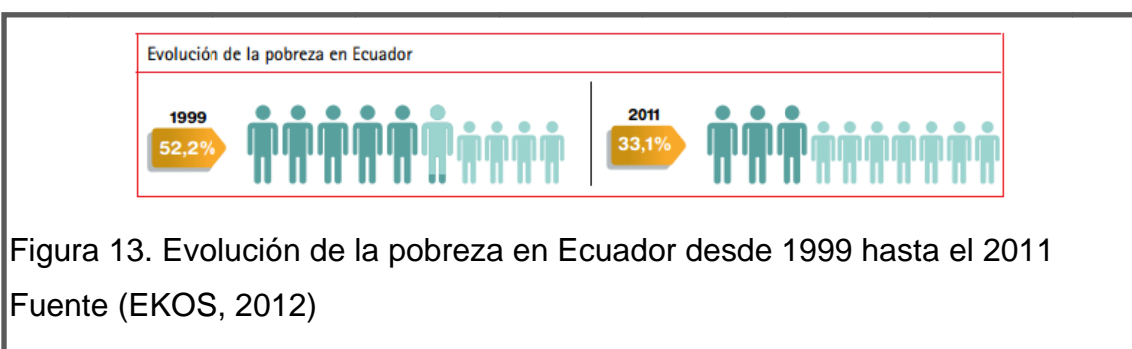 Evolución de la pobreza en Ecuador
1999
52,2%
2011
33,1%
Figura 13. Evolución de la pobreza en Ecuador desde 1999 hasta el 2011
Fuente (EKOS, 2012)